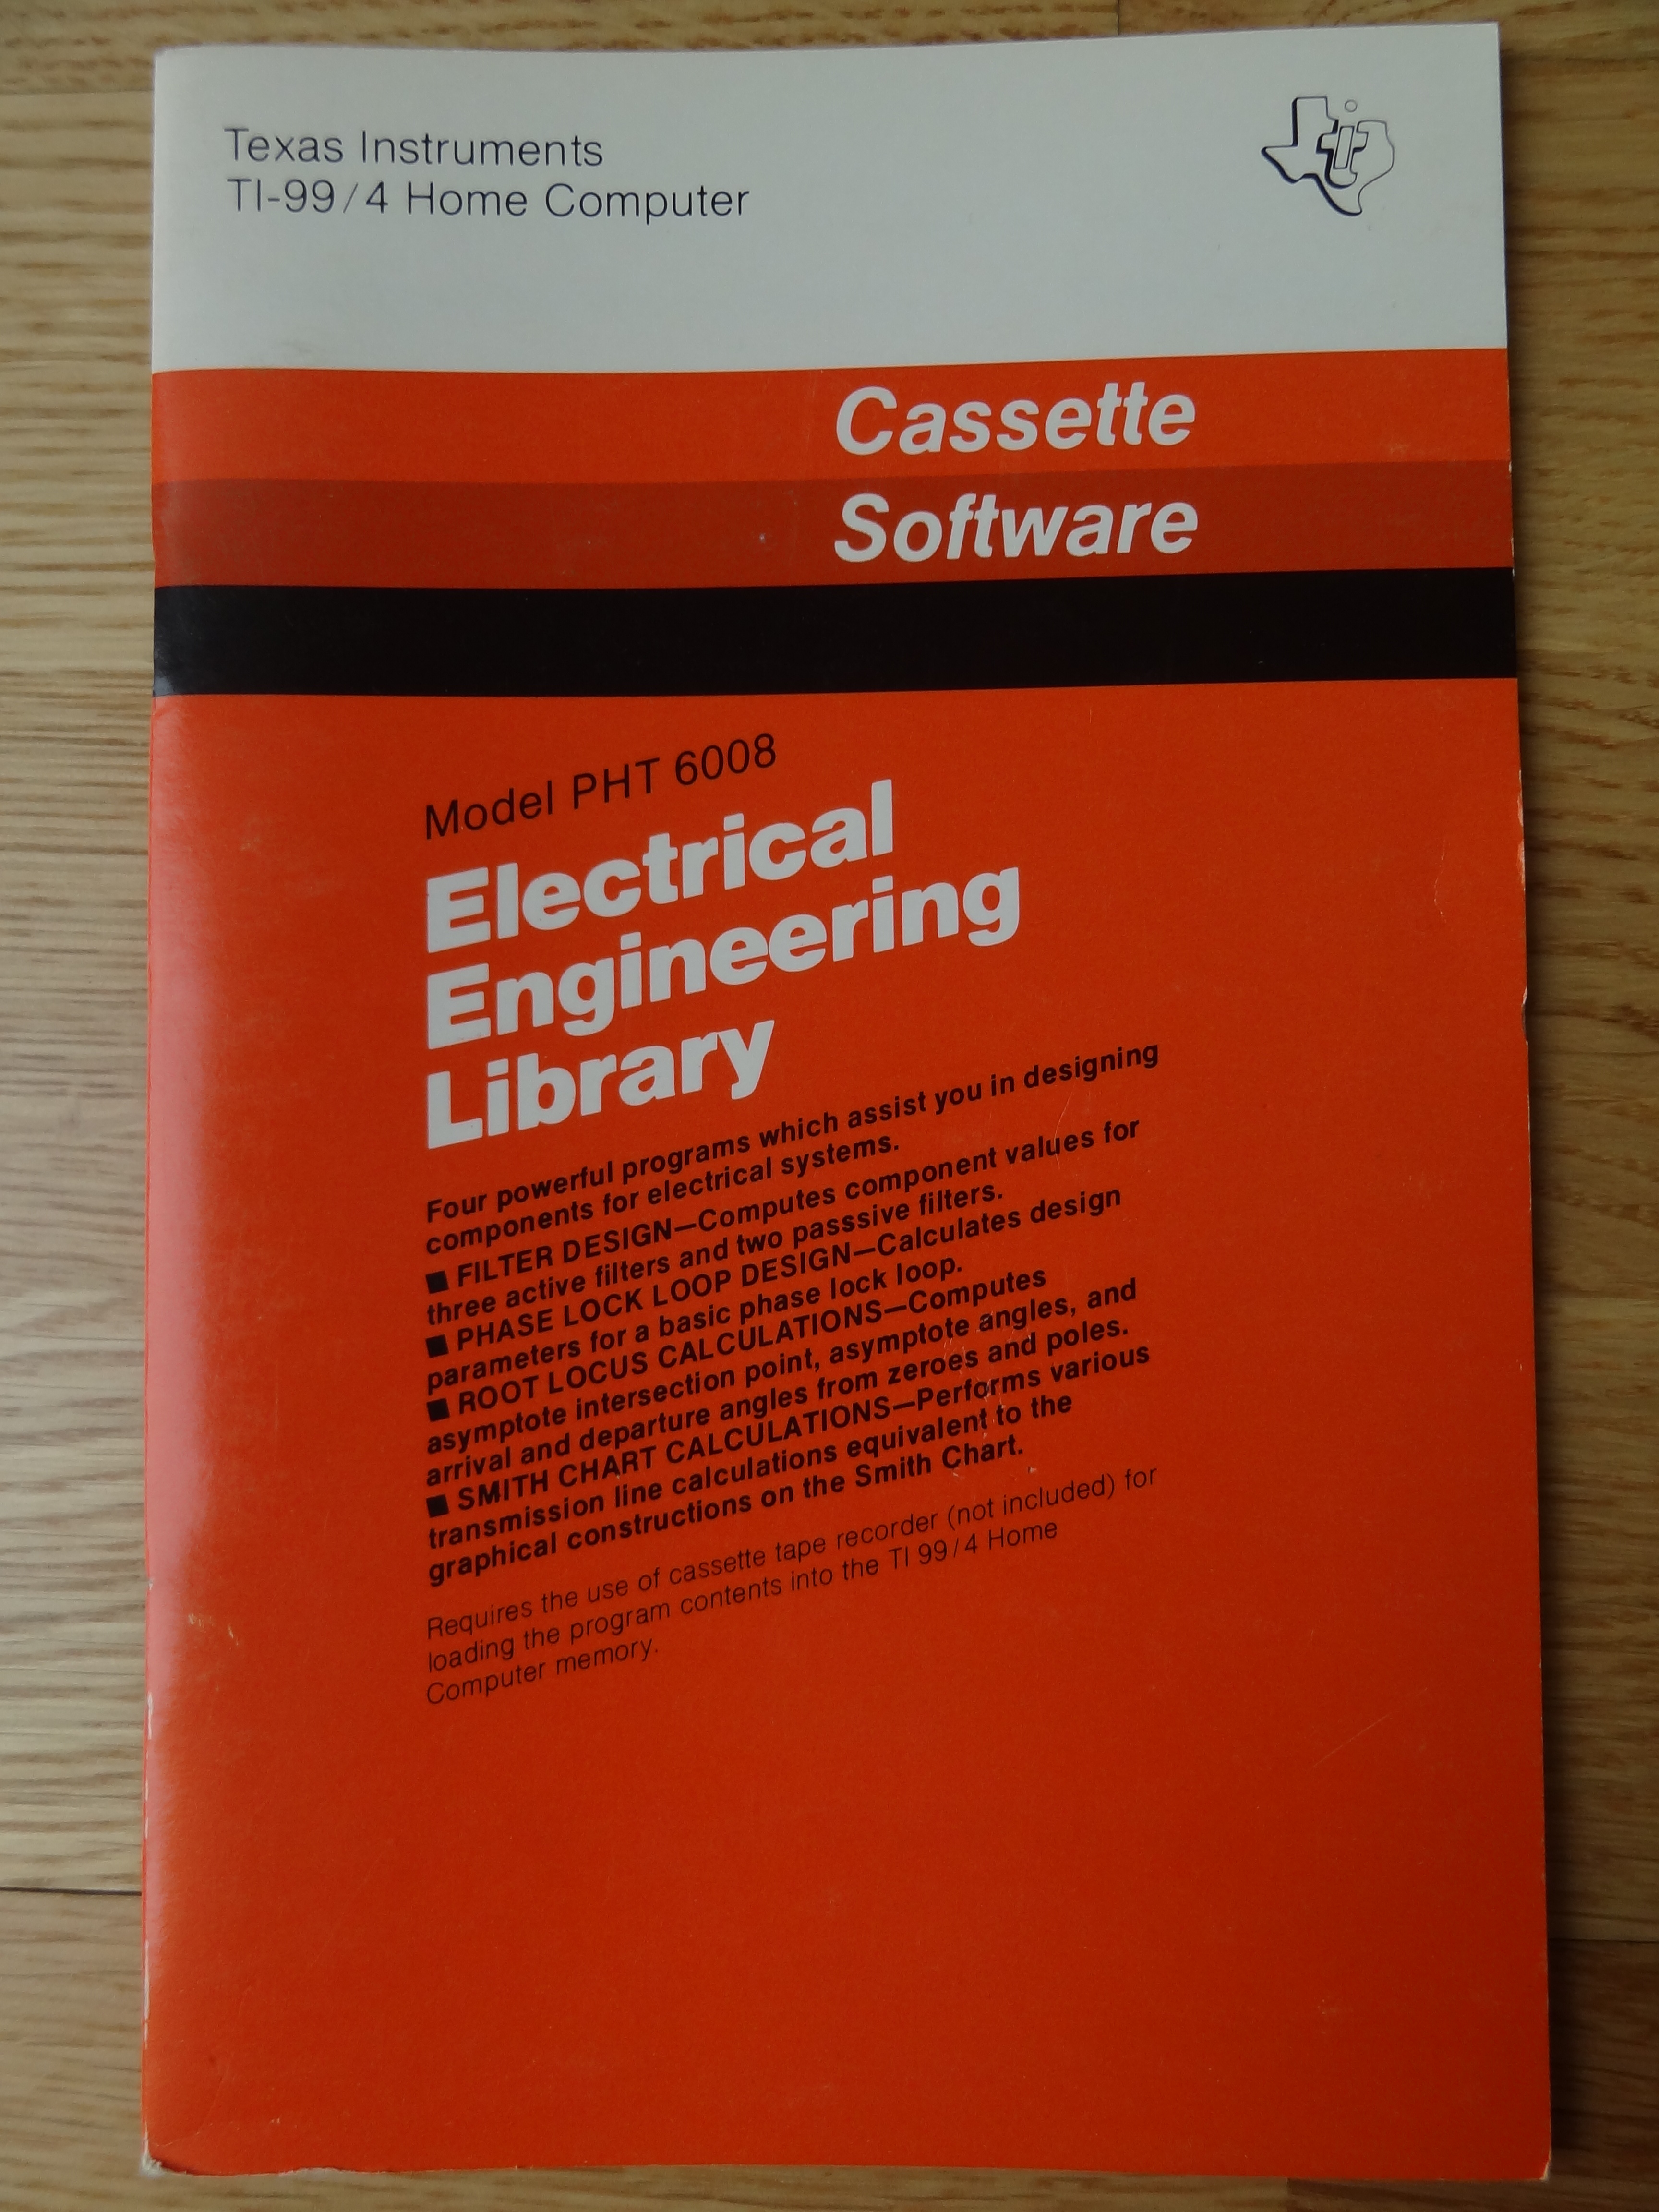 Texas Instruments
TI-99/4 Home Computer
Cassette
Software
Model PHT 6008
Electrical
Engineering
Library
Four powerful programs which assist you in designing
components for electrical systems.
■ FILTER DESIGN—Computes component values for
three active filters and two passsive filters.
■ PHASE LOCK LOOP DESIGN—Calculates design
parameters for a basic phase lock loop.
■ ROOT LOCUS CALCULATIONS—Computes
asymptote intersection point, asymptote angles, and
arrival and departure angles from zeroes and poles.
■ SMITH CHART CALCULATIONS—Performs various
transmission line calculations equivalent to the
graphical constructions on the Smith Chart.
Requires the use of cassette tape recorder (not included) for
loading the program contents into the TI 99/4 Home
Computer memory.